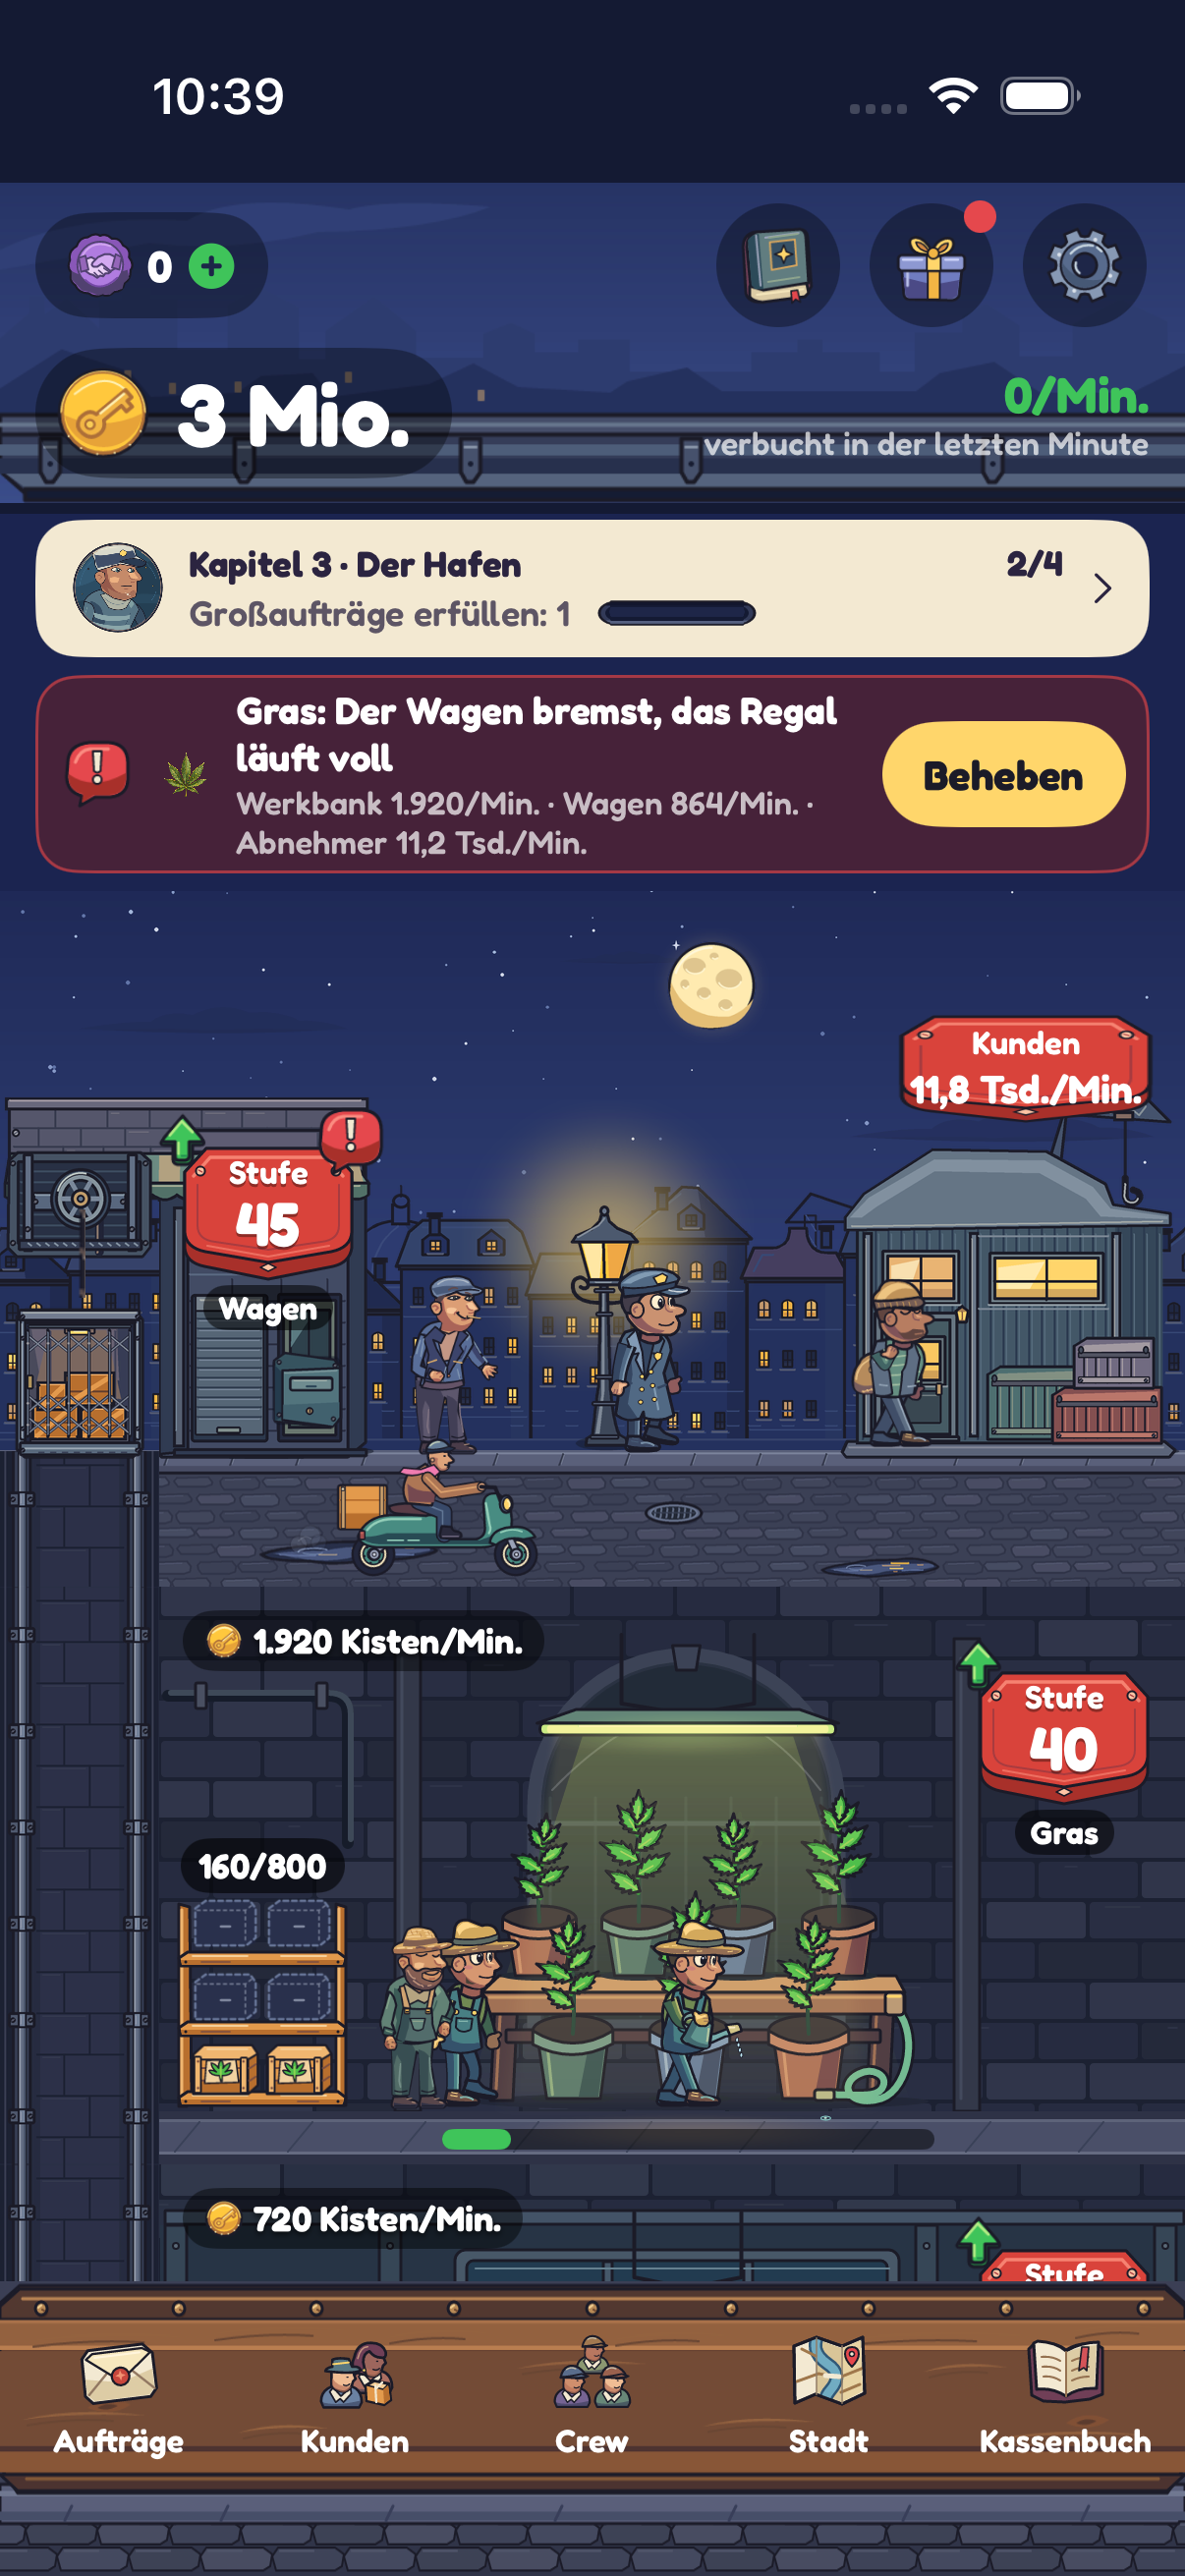 10:39
0
3 Mio.
0/Min.
verbucht in der letzten Minute
Kapitel 3 · Der Hafen
2/4
Großaufträge erfüllen: 1
Gras: Der Wagen bremst, das Regal
läuft voll
Werkbank 1.920/Min. · Wagen 864/Min. ·
Abnehmer 11,2 Tsd./Min.
Beheben
Kunden
11,8 Tsd./Min.
Stufe
45
Wagen
1.920 Kisten/Min.
Stufe
40
Gras
160/800
720 Kisten/Min.
Stufe
Aufträge
Kunden
Crew
Stadt
Kassenbuch